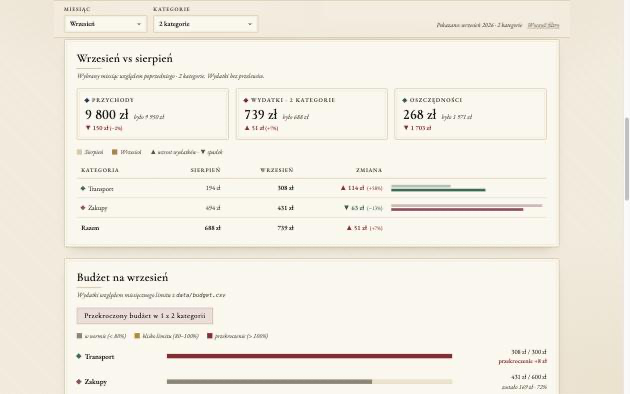 MIESIĄC
KATEGORIE
Wrzesień
2 kategorie
Pokazano: wrzesień 2026 · 2 kategorie
Wyczyść filtry
Wrzesień vs sierpień
Wybrany miesiąc względem poprzedniego · 2 kategorie. Wydatki bez przelewów.
PRZYCHODY
9 800 zł było 9 950 zł
▼ 150 zł (−2%)
WYDATKI · 2 KATEGORIE
739 zł było 688 zł
▲ 51 zł (+7%)
OSZCZĘDNOŚCI
268 zł było 1 971 zł
▼ 1 703 zł
Sierpień Wrzesień ▲ wzrost wydatków · ▼ spadek
KATEGORIA SIERPIEŃ WRZESIEŃ ZMIANA
Transport 194 zł 308 zł ▲ 114 zł (+58%)
Zakupy 494 zł 431 zł ▼ 63 zł (−13%)
Razem 688 zł 739 zł ▲ 51 zł (+7%)
Budżet na wrzesień
Wydatki względem miesięcznego limitu z data/budget.csv
Przekroczony budżet w 1 z 2 kategorii
w normie (< 80%) blisko limitu (80–100%) przekroczenie (> 100%)
Transport
308 zł / 300 zł
przekroczenie +8 zł
Zakupy
431 zł / 600 zł
zostało 169 zł · 72%